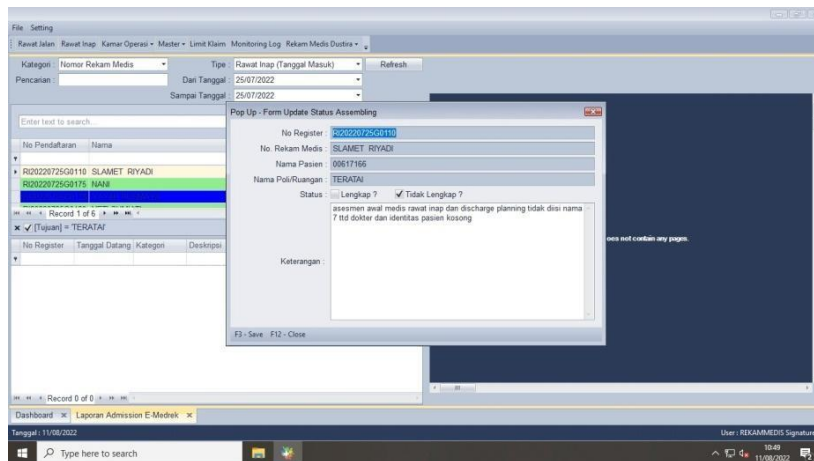 File Setting
Rawat Jalan Rawat Inap Kamar Operasi Master Limit Klaim Monitoring Log Rekam Medis Dustira
Kategori : Nomor Rekam Medis Tipe : Rawat Inap (Tanggal Masuk) Refresh
Pencarian : Dari Tanggal : 25/07/2022
Sampai Tanggal : 25/07/2022
Pop Up - Form Update Status Assembling
Enter text to search...
No Register : RI20220725G0110
No. Rekam Medis : SLAMET RIYADI
Nama Pasien : 00617166
Nama Poli/Ruangan : TERATAI
Status : Lengkap ? Tidak Lengkap ?
Keterangan :
asesmen awal medis rawat inap dan discharge planning tidak diisi nama
7 ttd dokter dan identitas pasien kosong
F3 - Save F12 - Close
No Pendaftaran Nama
RI20220725G0110 SLAMET RIYADI
RI20220725G0175 NANI
Record 1 of 6
[Tujuan] = 'TERATAI'
No Register Tanggal Datang Kategori Deskripsi
oes not contain any pages.
Record 0 of 0
Dashboard Laporan Admission E-Medrek
Tanggal : 11/08/2022 User : REKAMMEDIS Signature
Type here to search
10:49
11/08/2022